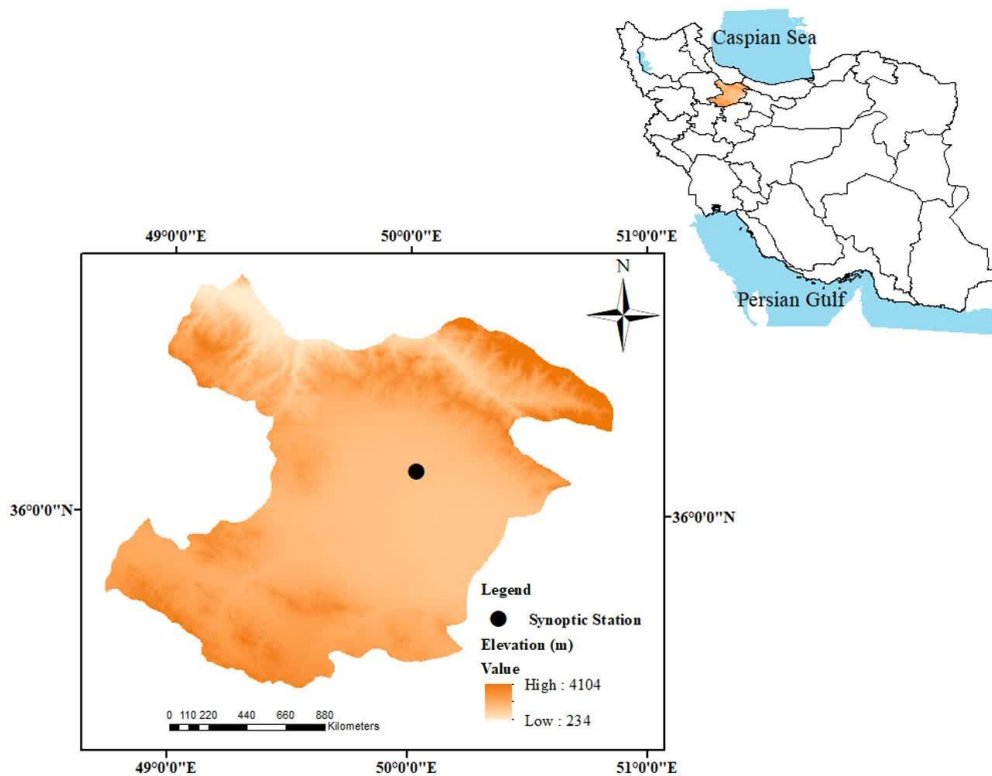 Caspian Sea
Persian Gulf
49°0'0"E
50°0'0"E
51°0'0"E
N
36°0'0"N
36°0'0"N
Legend
Synoptic Station
Elevation (m)
Value
High : 4104
Low : 234
0 110 220 440 660 880
Kilometers
49°0'0"E
50°0'0"E
51°0'0"E